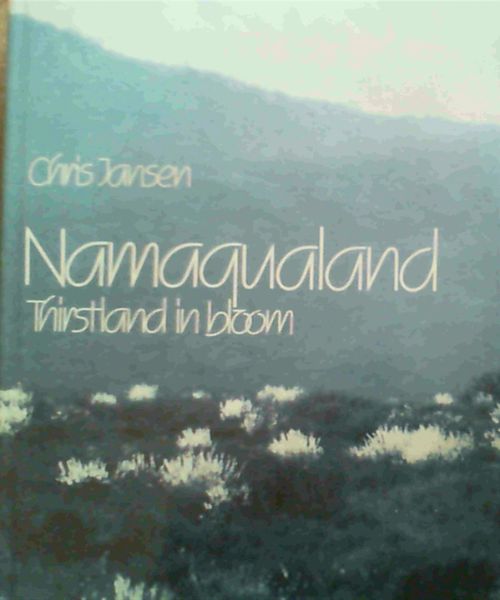 Chris Jansen
Namaqualand
Thirstland in bloom